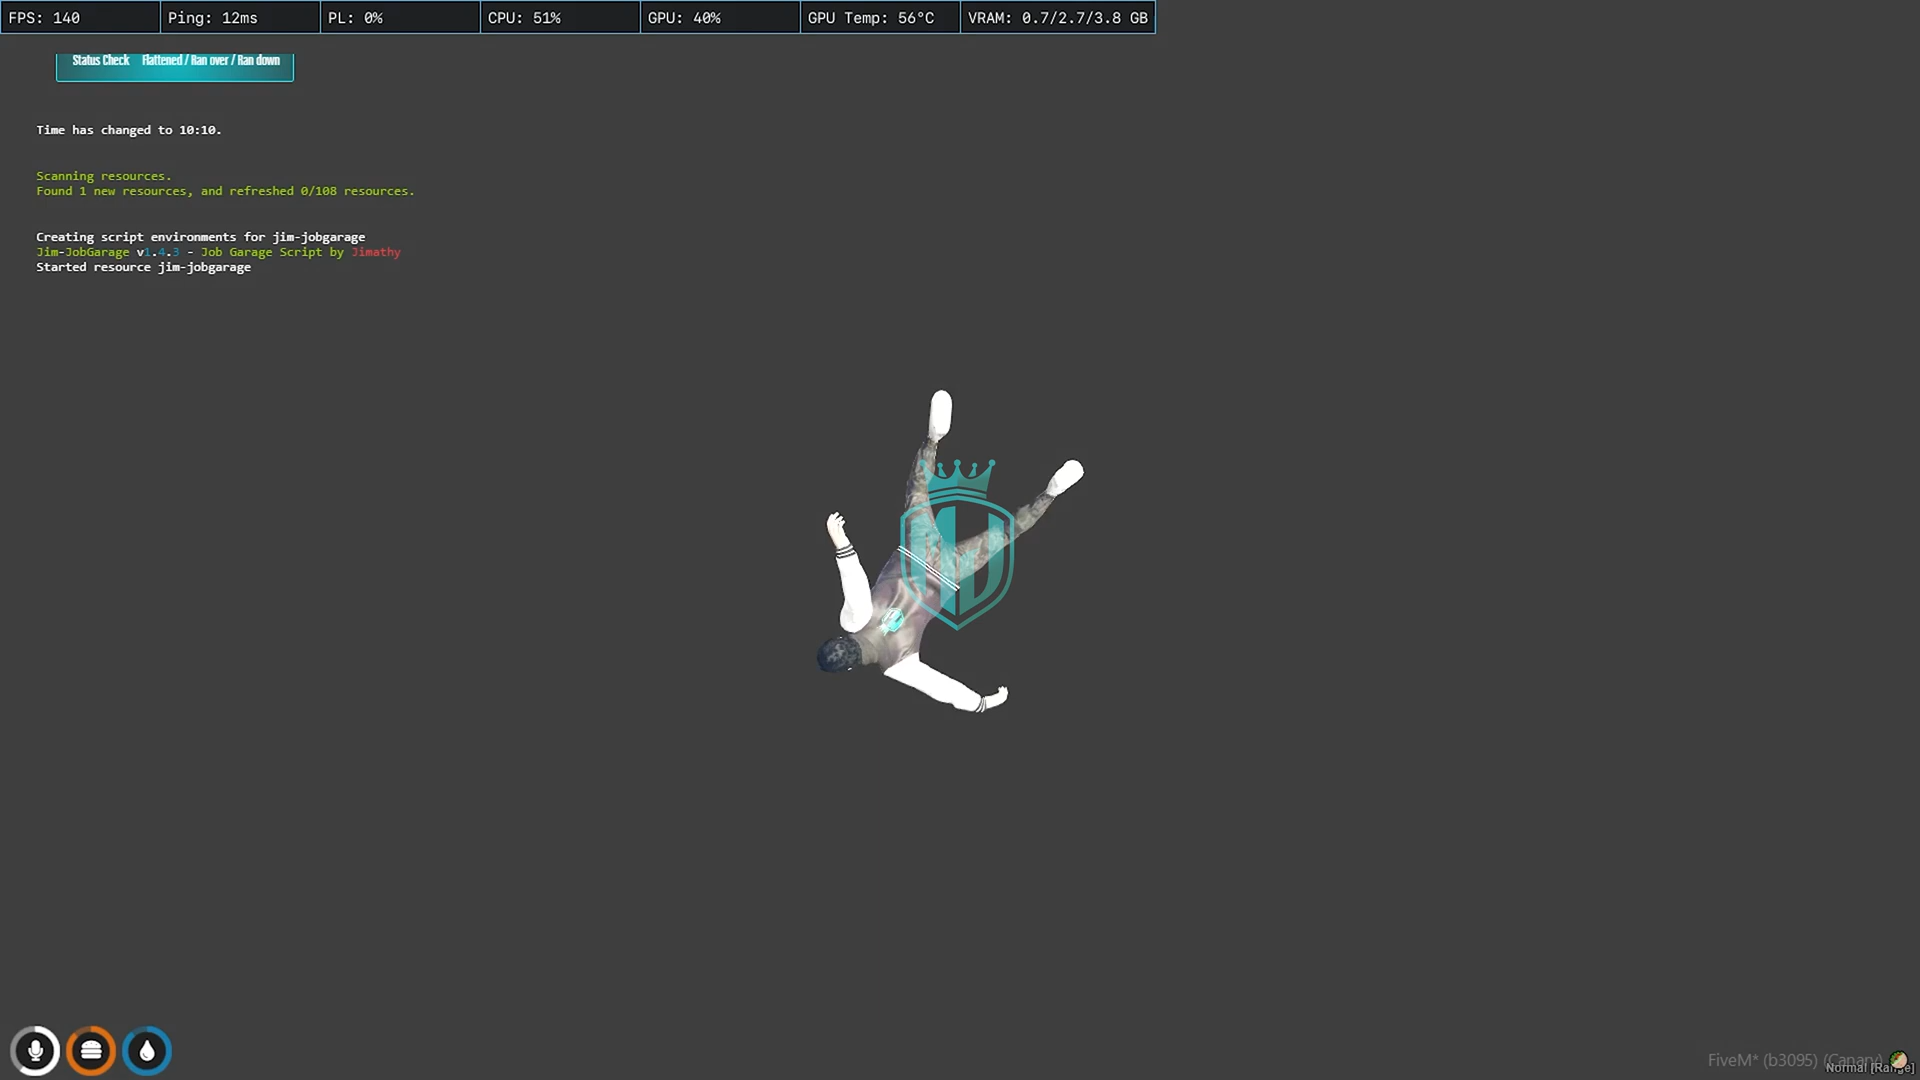 FPS: 140 Ping: 12ms PL: 0% CPU: 51% GPU: 40% GPU Temp: 56°C VRAM: 0.7/2.7/3.8 GB
Status Check Flattened / Ran over / Ran down
Time has changed to 10:10.
Scanning resources.
Found 1 new resources, and refreshed 0/108 resources.
Creating script environments for jim-jobgarage
Jim-JobGarage v1.4.3 - Job Garage Script by Jimathy
Started resource jim-jobgarage
FiveM* (b3095) (Canary)
Normal [Range]